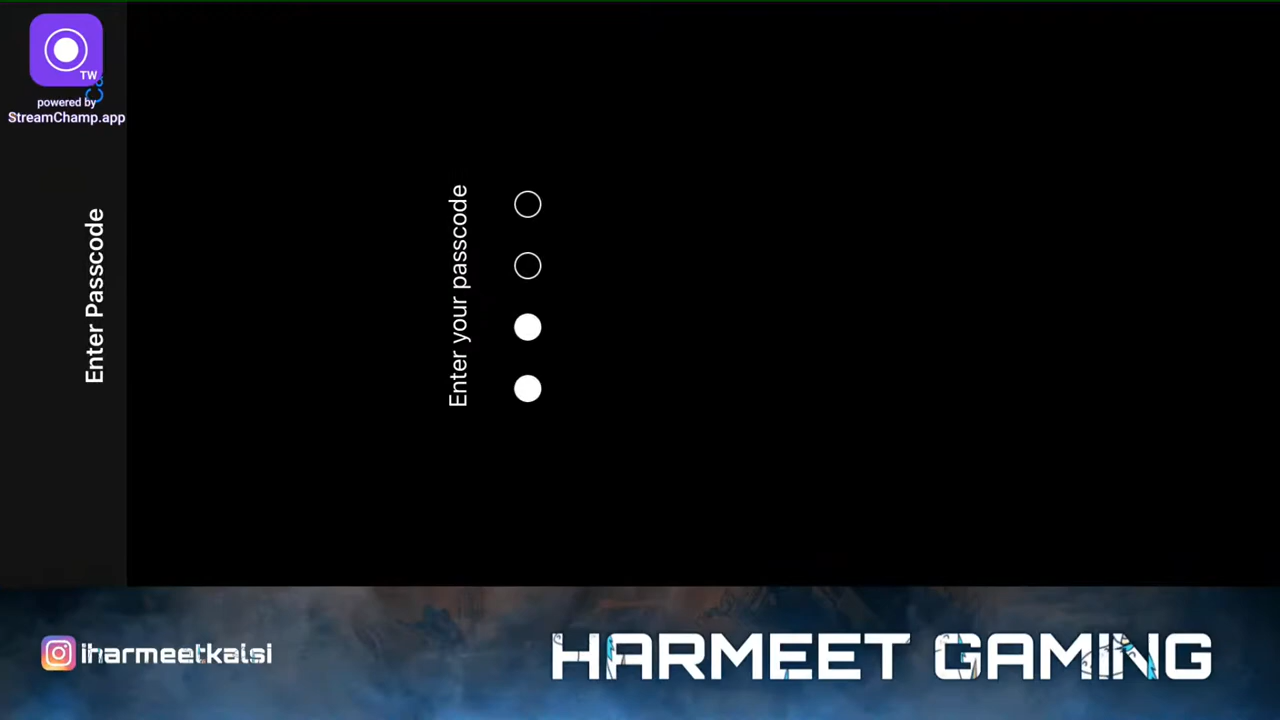 TW
powered by
StreamChamp.app
Enter Passcode
Enter your passcode
iharmeetkalsi
HARMEET GAMING